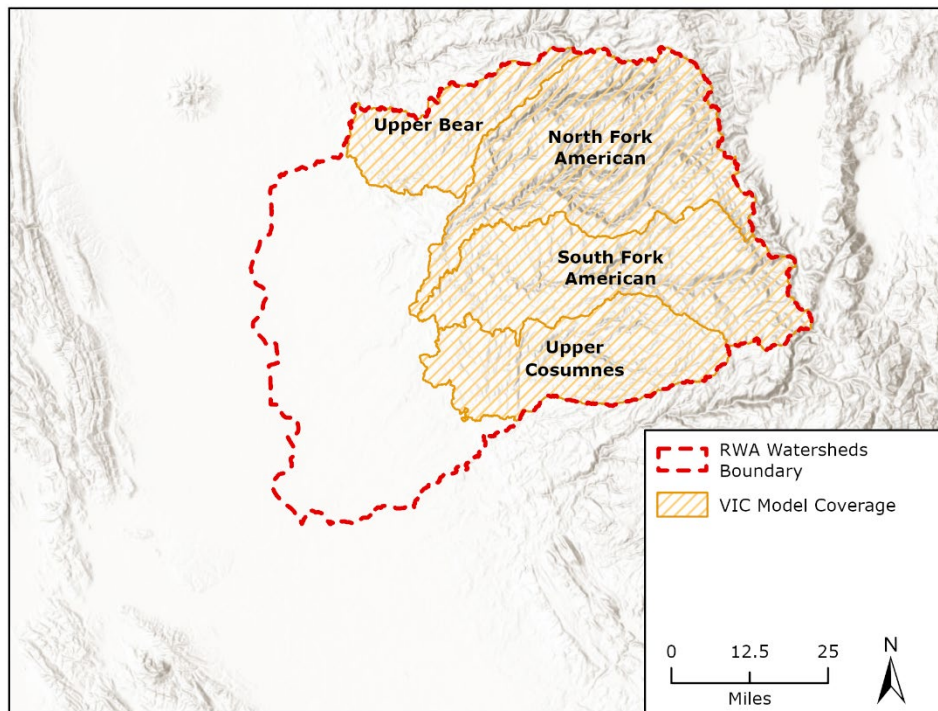 Upper Bear
North Fork
American
South Fork
American
Upper
Cosumnes
RWA Watersheds
Boundary
VIC Model Coverage
0 12.5 25
Miles
N